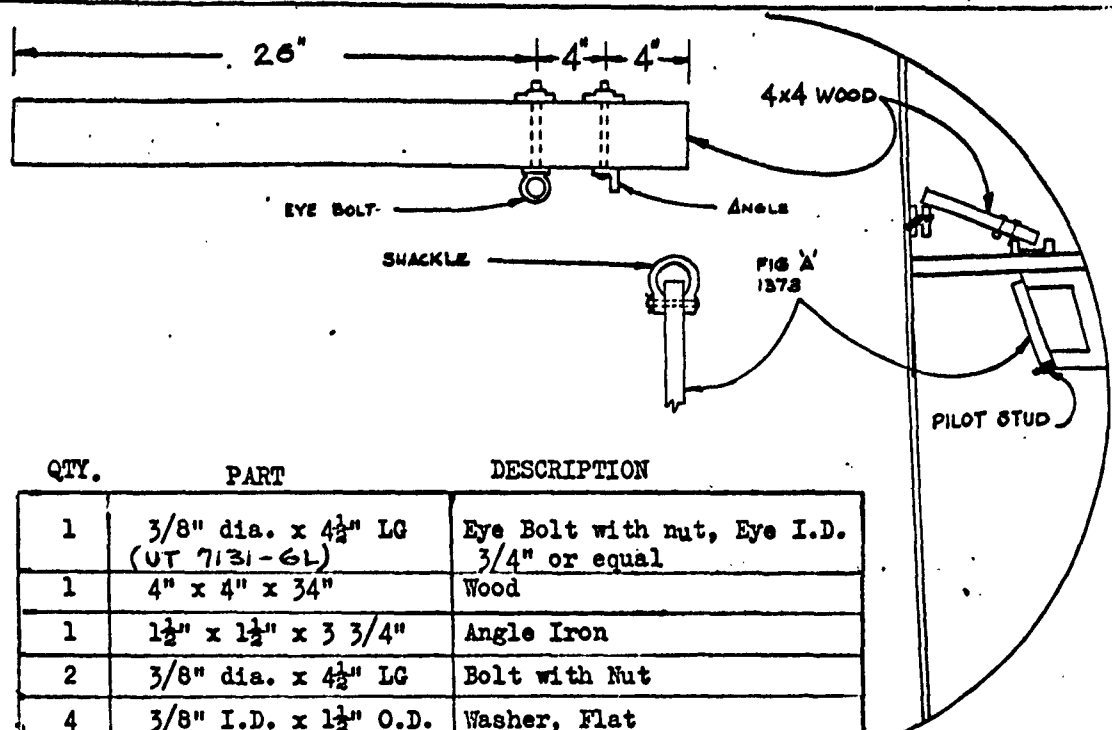 26" 4" 4"
4x4 WOOD
EYE BOLT
ANGLE
SHACKLE
FIG 'A'
1378
PILOT STUD
QTY. PART DESCRIPTION
1 3/8" dia. x 4½" LG Eye Bolt with nut, Eye I.D.
(UT 7131-6L) 3/4" or equal
1 4" x 4" x 34" Wood
1 1½" x 1½" x 3 3/4" Angle Iron
2 3/8" dia. x 4½" LG Bolt with Nut
4 3/8" I.D. x 1½" O.D. Washer, Flat